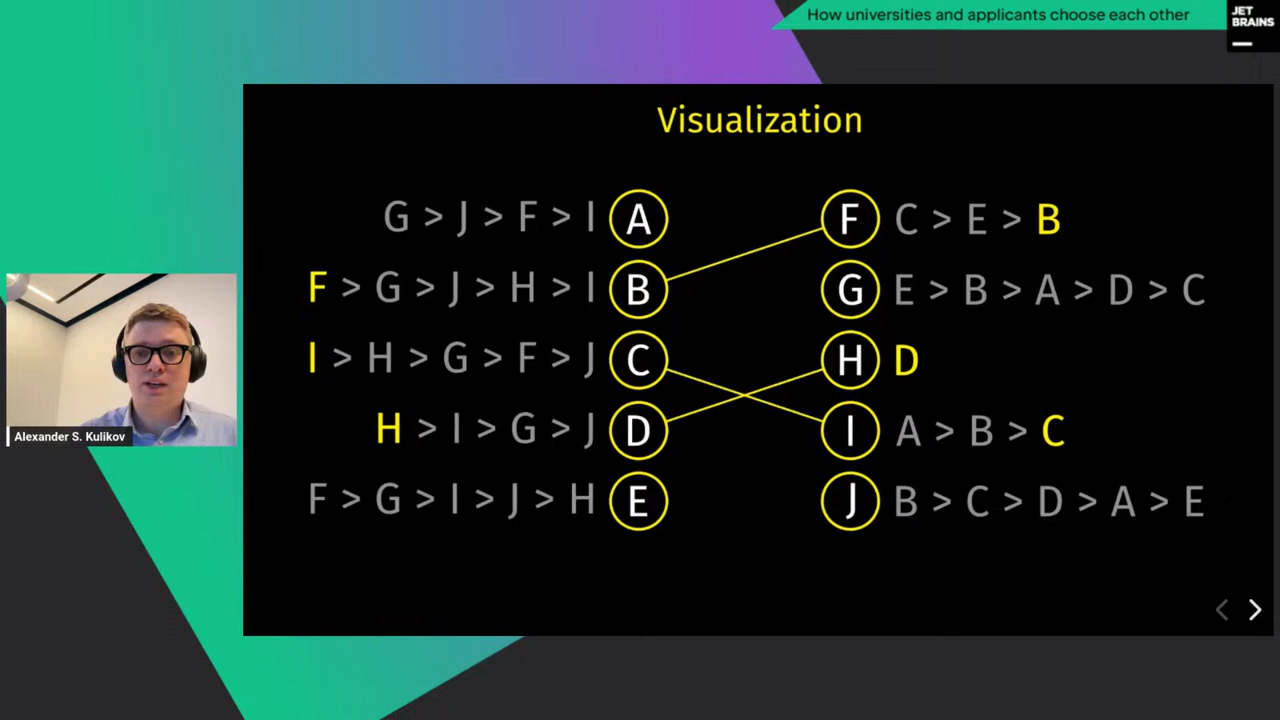 How universities and applicants choose each other
JET
BRAINS
Visualization
G > J > F > I A F C > E > B
F > G > J > H > I B G E > B > A > D > C
I > H > G > F > J C H D
H > I > G > J D I A > B > C
F > G > I > J > H E J B > C > D > A > E
Alexander S. Kulikov